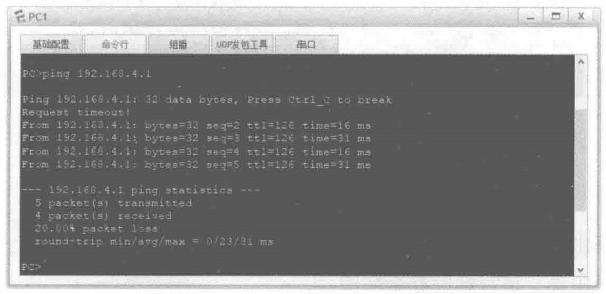 PC1
基础配置 命令行 组播 UDP发包工具 串口
PC>ping 192.168.4.1
Ping 192.168.4.1: 32 data bytes, Press Ctrl_C to break
Request timeout!
From 192.168.4.1: bytes=32 seq=2 ttl=126 time=16 ms
From 192.168.4.1: bytes=32 seq=3 ttl=126 time=31 ms
From 192.168.4.1: bytes=32 seq=4 ttl=126 time=16 ms
From 192.168.4.1: bytes=32 seq=5 ttl=126 time=31 ms
--- 192.168.4.1 ping statistics ---
5 packet(s) transmitted
4 packet(s) received
20.00% packet loss
round-trip min/avg/max = 0/23/31 ms
PC>